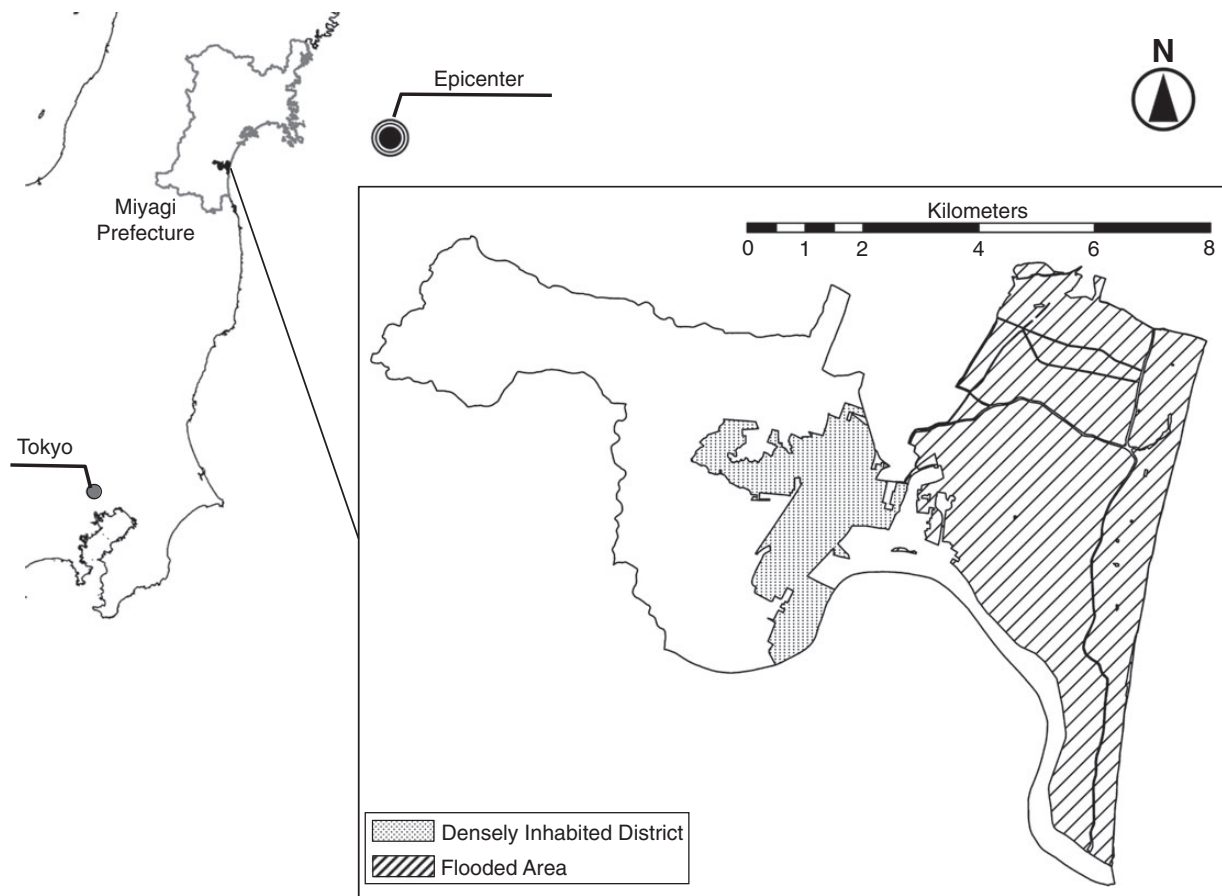 Epicenter
N
Miyagi
Prefecture
Kilometers
0 1 2 4 6 8
Tokyo
Densely Inhabited District
Flooded Area